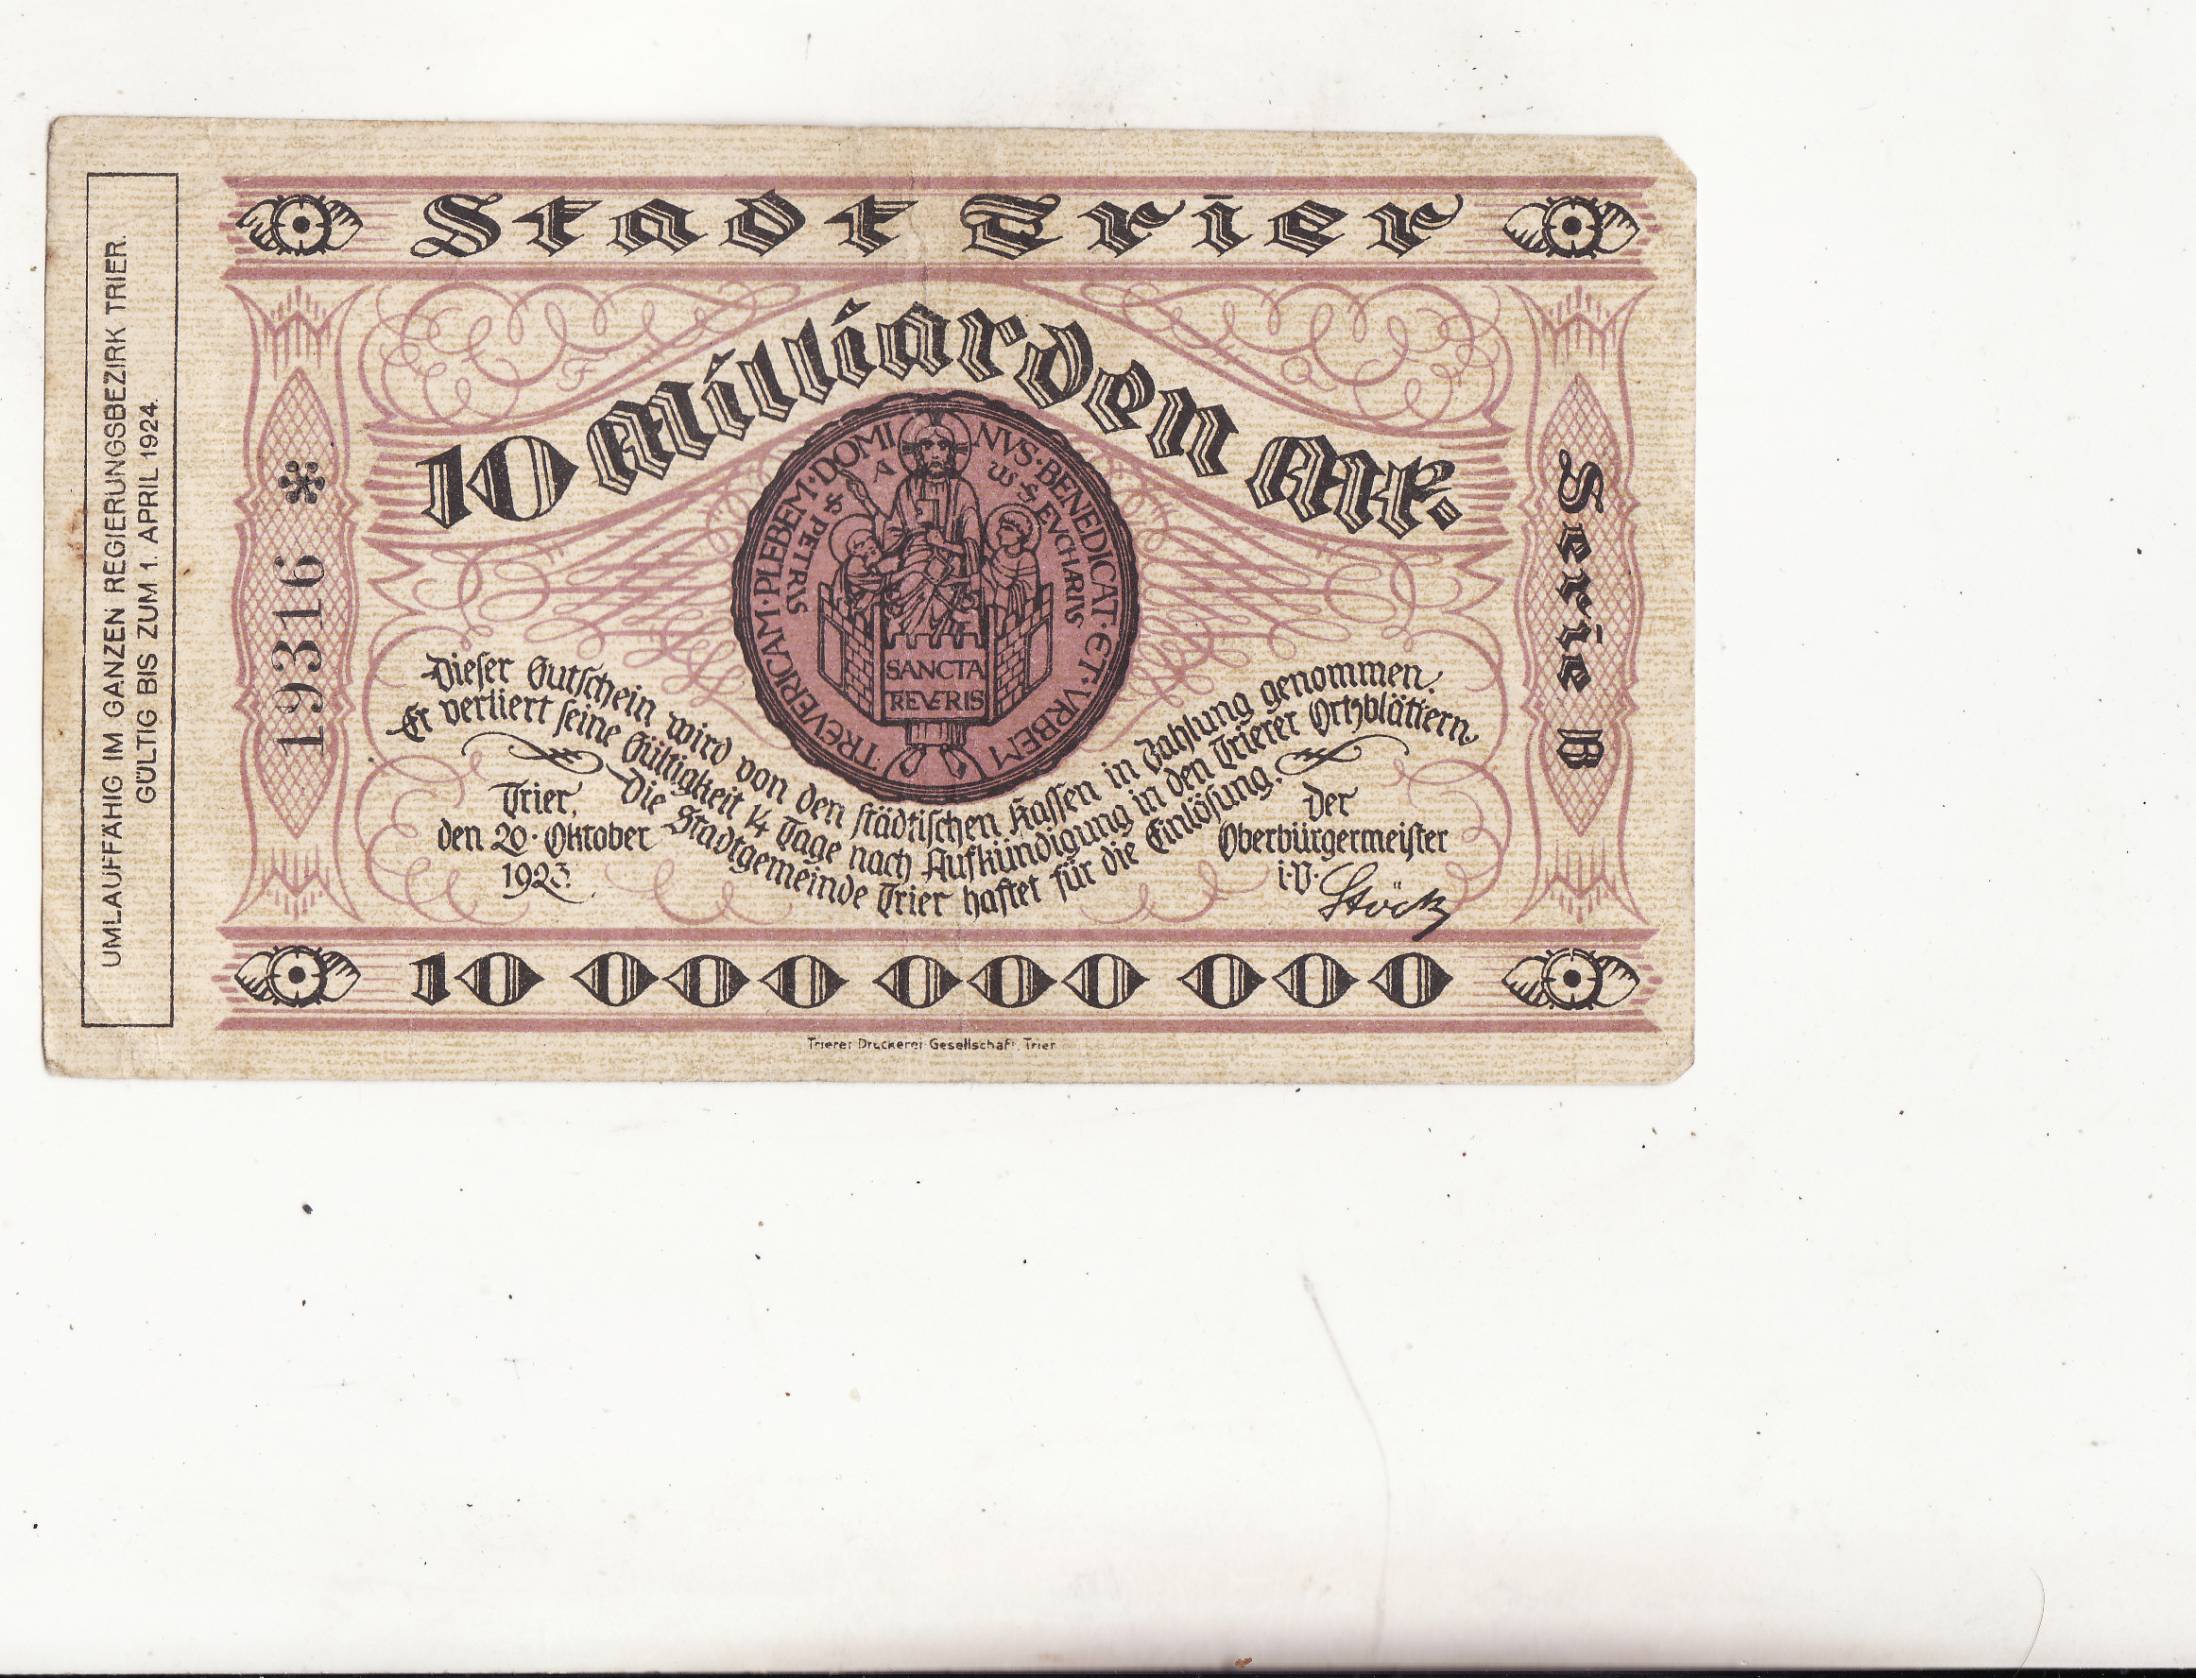 UMLAUFFÄHIG IM GANZEN REGIERUNGSBEZIRK TRIER.
GÜLTIG BIS ZUM 1. APRIL 1924.
19316 *
Stadt Trier
10 Milliarden Mk.
TREVERICAM·PLEBEM·DOMINVS·BENEDICAT·ET·VRBEM
S PETRVS
A
W
S EVCHARIVS
SANCTA
TREVERIS
Dieser Gutschein wird von den städtischen Kassen in Zahlung genommen.
Er verliert seine Gültigkeit 14 Tage nach Aufkündigung in den Trierer Ortsblättern.
Die Stadtgemeinde Trier haftet für die Einlösung.
Trier,
den 20. Oktober
1923.
Der
Oberbürgermeister
i.V.
Stöck
Serie B
10 000 000 000
Trierer Druckerei-Gesellschaft, Trier